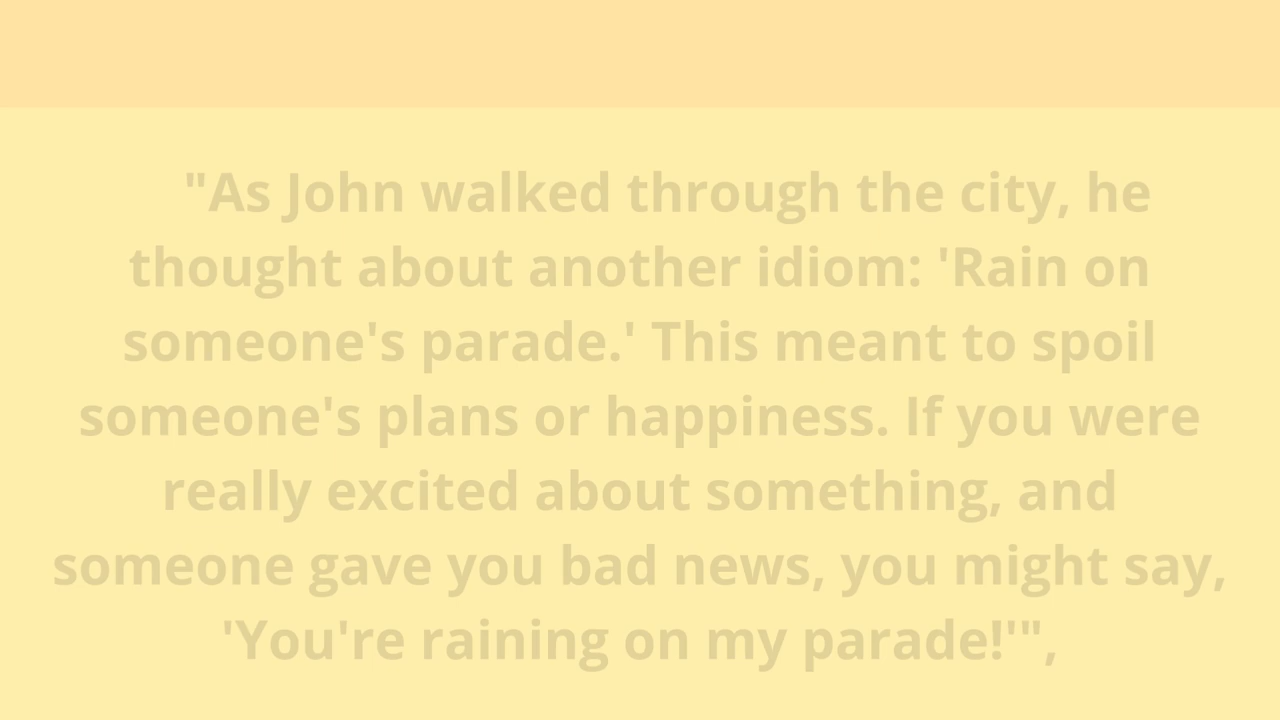 "As John walked through the city, he
thought about another idiom: 'Rain on
someone's parade.' This meant to spoil
someone's plans or happiness. If you were
really excited about something, and
someone gave you bad news, you might say,
'You're raining on my parade!'",